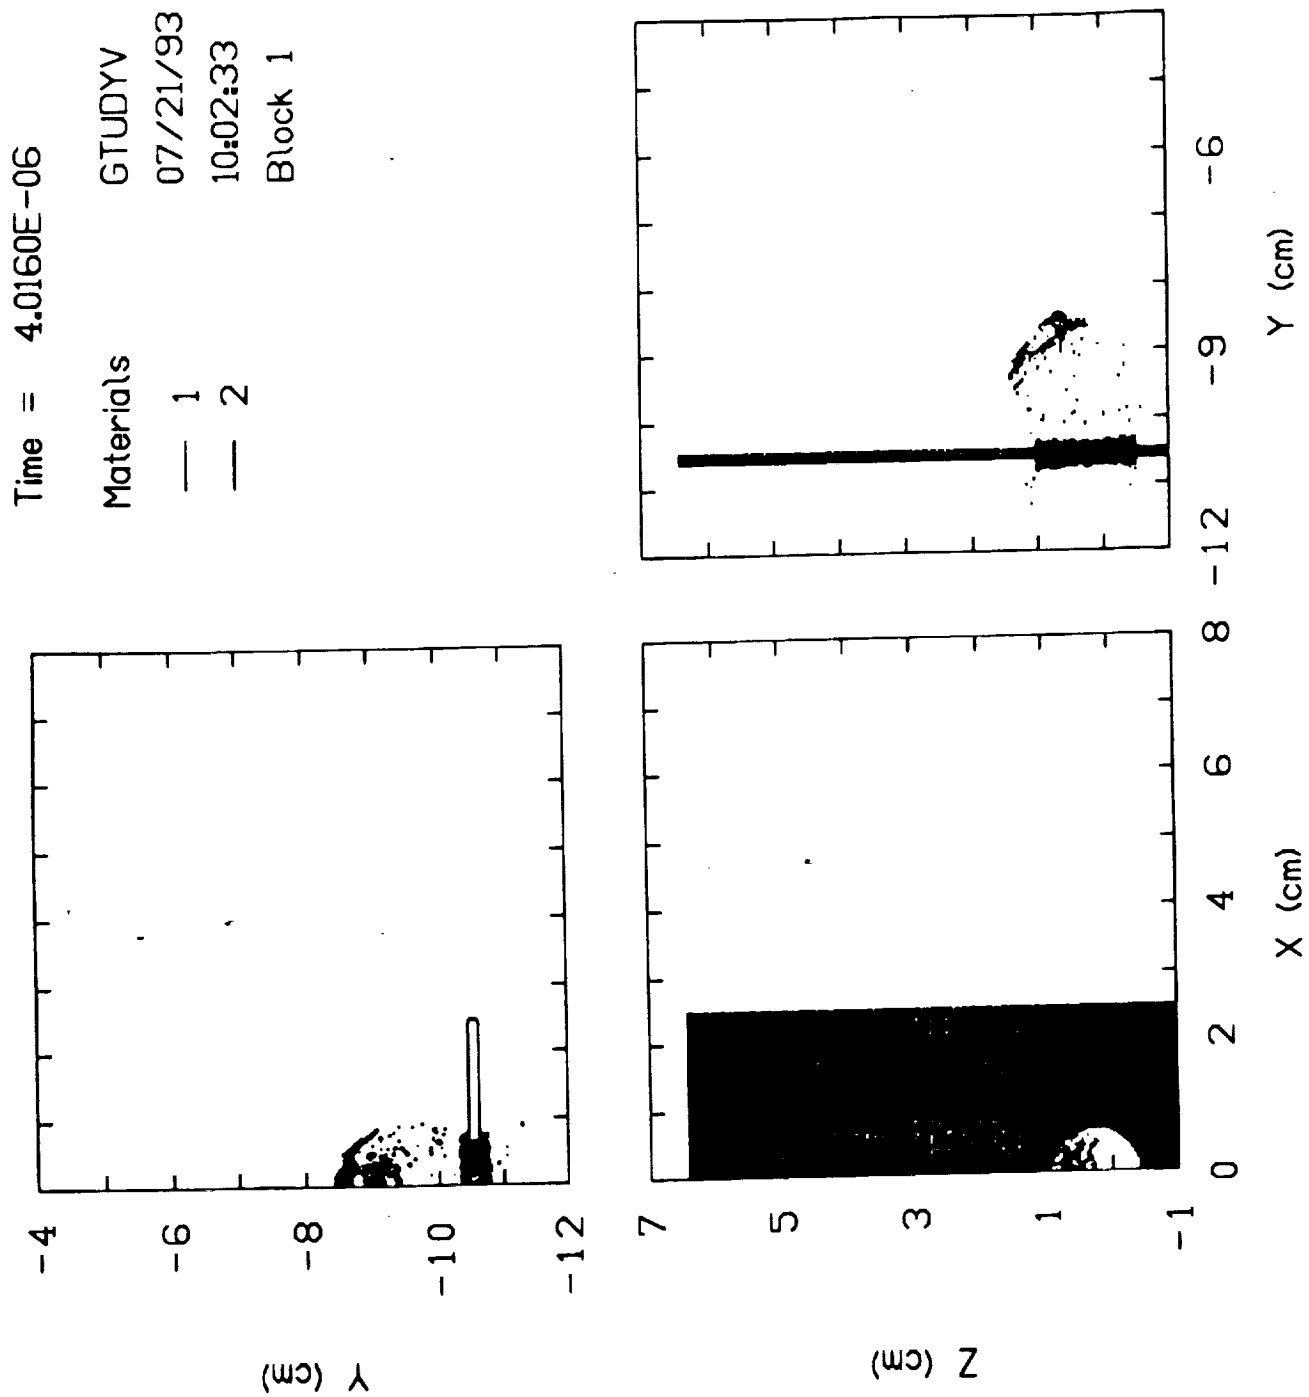 Time = 4.0160E-06
Materials
1
2
GTUDYV
07/21/93
10:02:33
Block 1
-4
-6
-8
-10
-12
Y (cm)
7
5
3
1
-1
Z (cm)
0
2
4
6
8
X (cm)
-12
-9
-6
Y (cm)